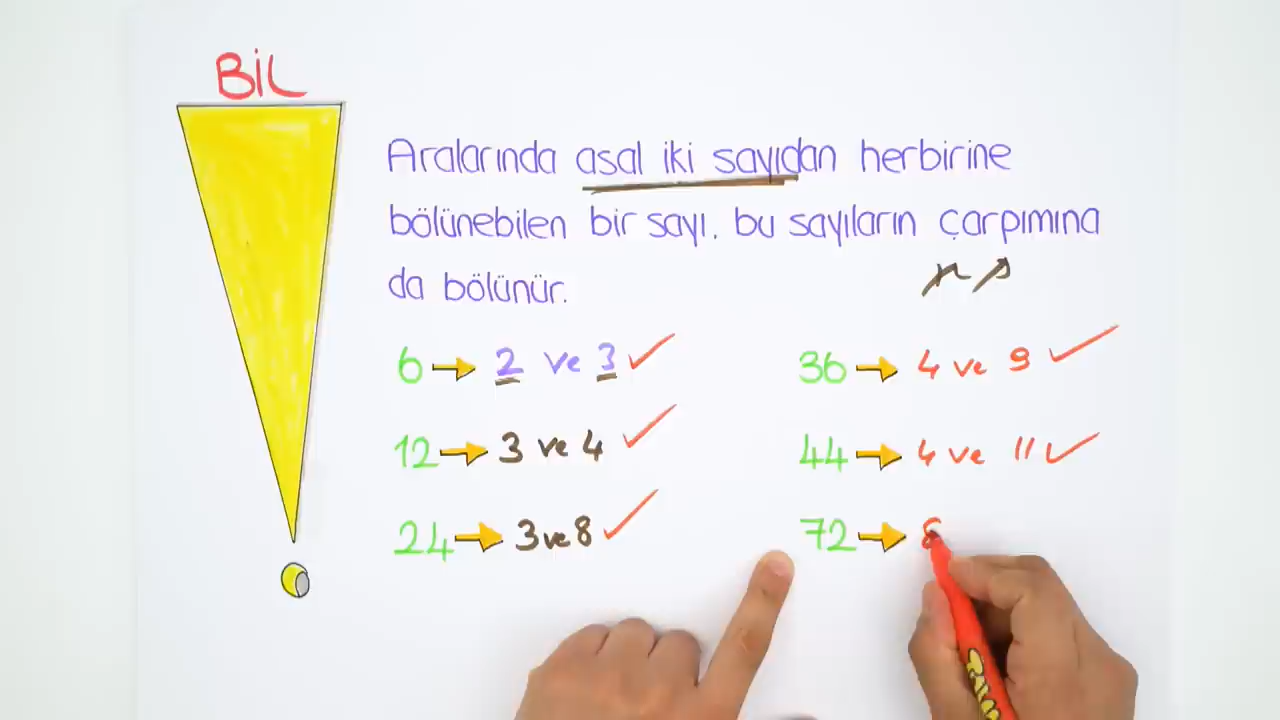 BİL
Aralarında asal iki sayıdan herbirine
bölünebilen bir sayı, bu sayıların çarpımına
da bölünür.
6 → 2 ve 3 ✓
12 → 3 ve 4 ✓
24 → 3 ve 8 ✓
36 → 4 ve 9 ✓
44 → 4 ve 11 ✓
72 → 8